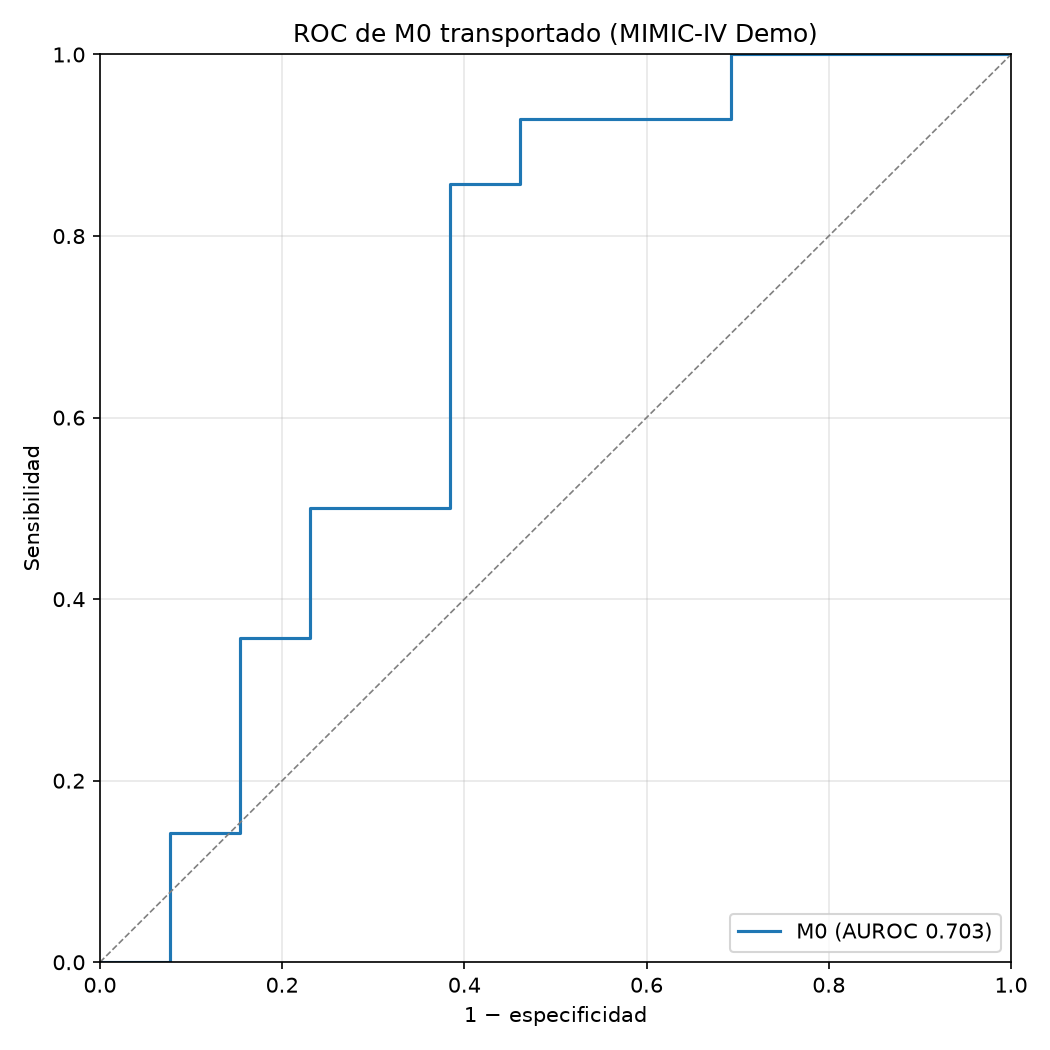 ROC de M0 transportado (MIMIC-IV Demo)
1.0
0.8
0.6
0.4
0.2
0.0
Sensibilidad
M0 (AUROC 0.703)
0.0 0.2 0.4 0.6 0.8 1.0
1 − especificidad